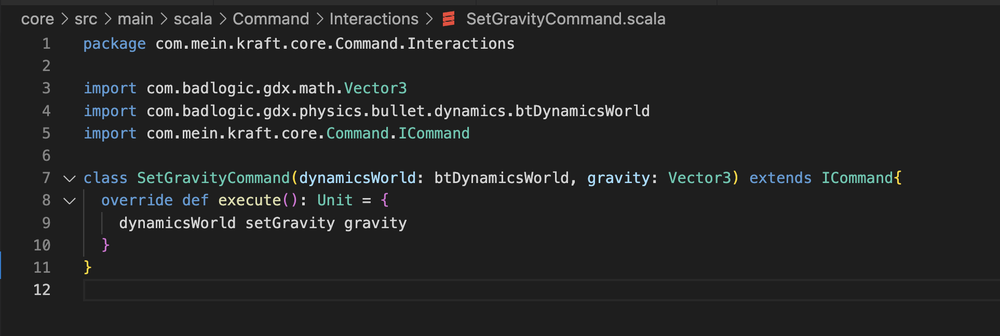 core > src > main > scala > Command > Interactions > SetGravityCommand.scala
1 package com.mein.kraft.core.Command.Interactions
2
3 import com.badlogic.gdx.math.Vector3
4 import com.badlogic.gdx.physics.bullet.dynamics.btDynamicsWorld
5 import com.mein.kraft.core.Command.ICommand
6
7 class SetGravityCommand(dynamicsWorld: btDynamicsWorld, gravity: Vector3) extends ICommand{
8 override def execute(): Unit = {
9 dynamicsWorld setGravity gravity
10 }
11 }
12